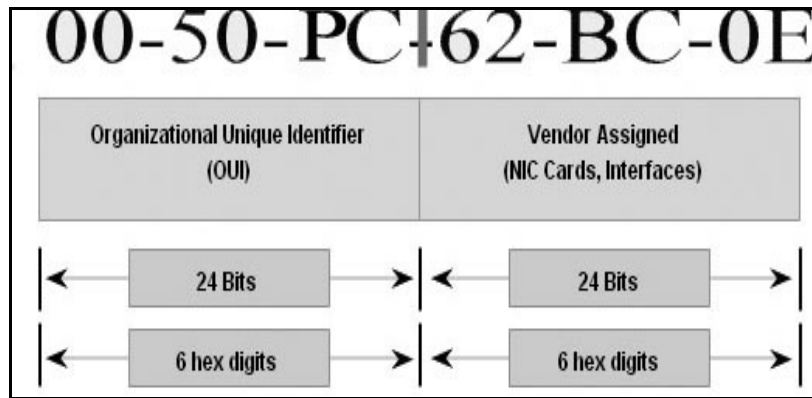 00-50-PC-62-BC-0E
Organizational Unique Identifier
(OUI)
Vendor Assigned
(NIC Cards, Interfaces)
24 Bits
24 Bits
6 hex digits
6 hex digits